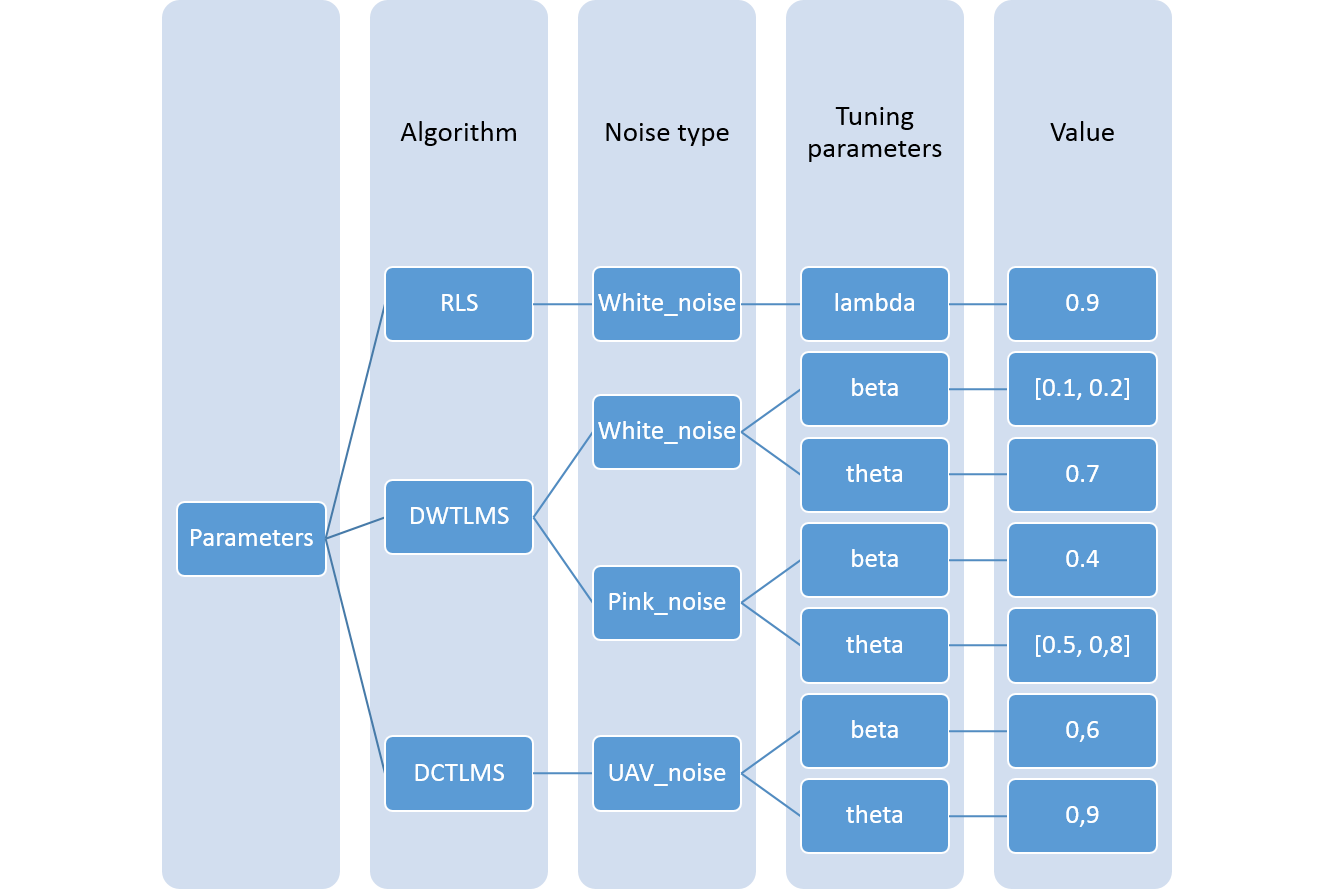 Algorithm
Noise type
Tuning
parameters
Value
Parameters
RLS
White_noise
lambda
0.9
DWTLMS
White_noise
beta
[0.1, 0.2]
theta
0.7
Pink_noise
beta
0.4
theta
[0.5, 0,8]
DCTLMS
UAV_noise
beta
0,6
theta
0,9